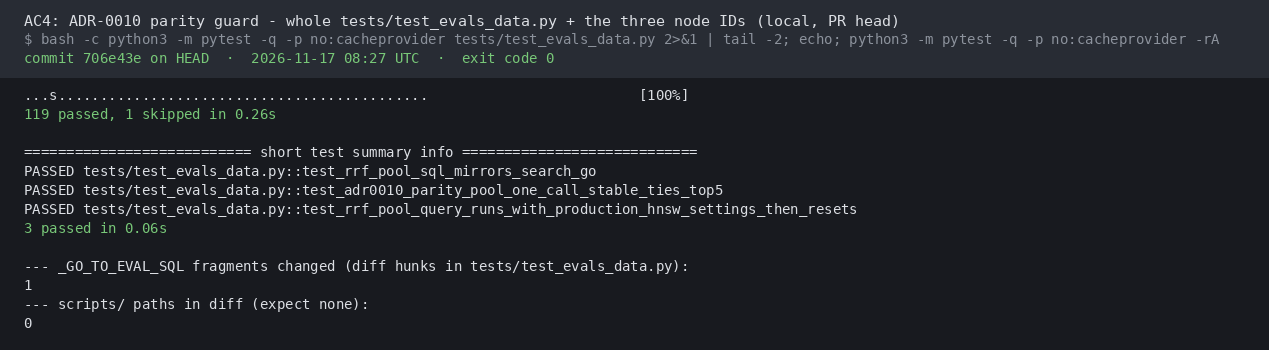 AC4: ADR-0010 parity guard - whole tests/test_evals_data.py + the three node IDs (local, PR head)
$ bash -c python3 -m pytest -q -p no:cacheprovider tests/test_evals_data.py 2>&1 | tail -2; echo; python3 -m pytest -q -p no:cacheprovider -rA
commit 706e43e on HEAD · 2026-11-17 08:27 UTC · exit code 0
...s............................................ [100%]
119 passed, 1 skipped in 0.26s
=========================== short test summary info ============================
PASSED tests/test_evals_data.py::test_rrf_pool_sql_mirrors_search_go
PASSED tests/test_evals_data.py::test_adr0010_parity_pool_one_call_stable_ties_top5
PASSED tests/test_evals_data.py::test_rrf_pool_query_runs_with_production_hnsw_settings_then_resets
3 passed in 0.06s
--- _GO_TO_EVAL_SQL fragments changed (diff hunks in tests/test_evals_data.py):
1
--- scripts/ paths in diff (expect none):
0